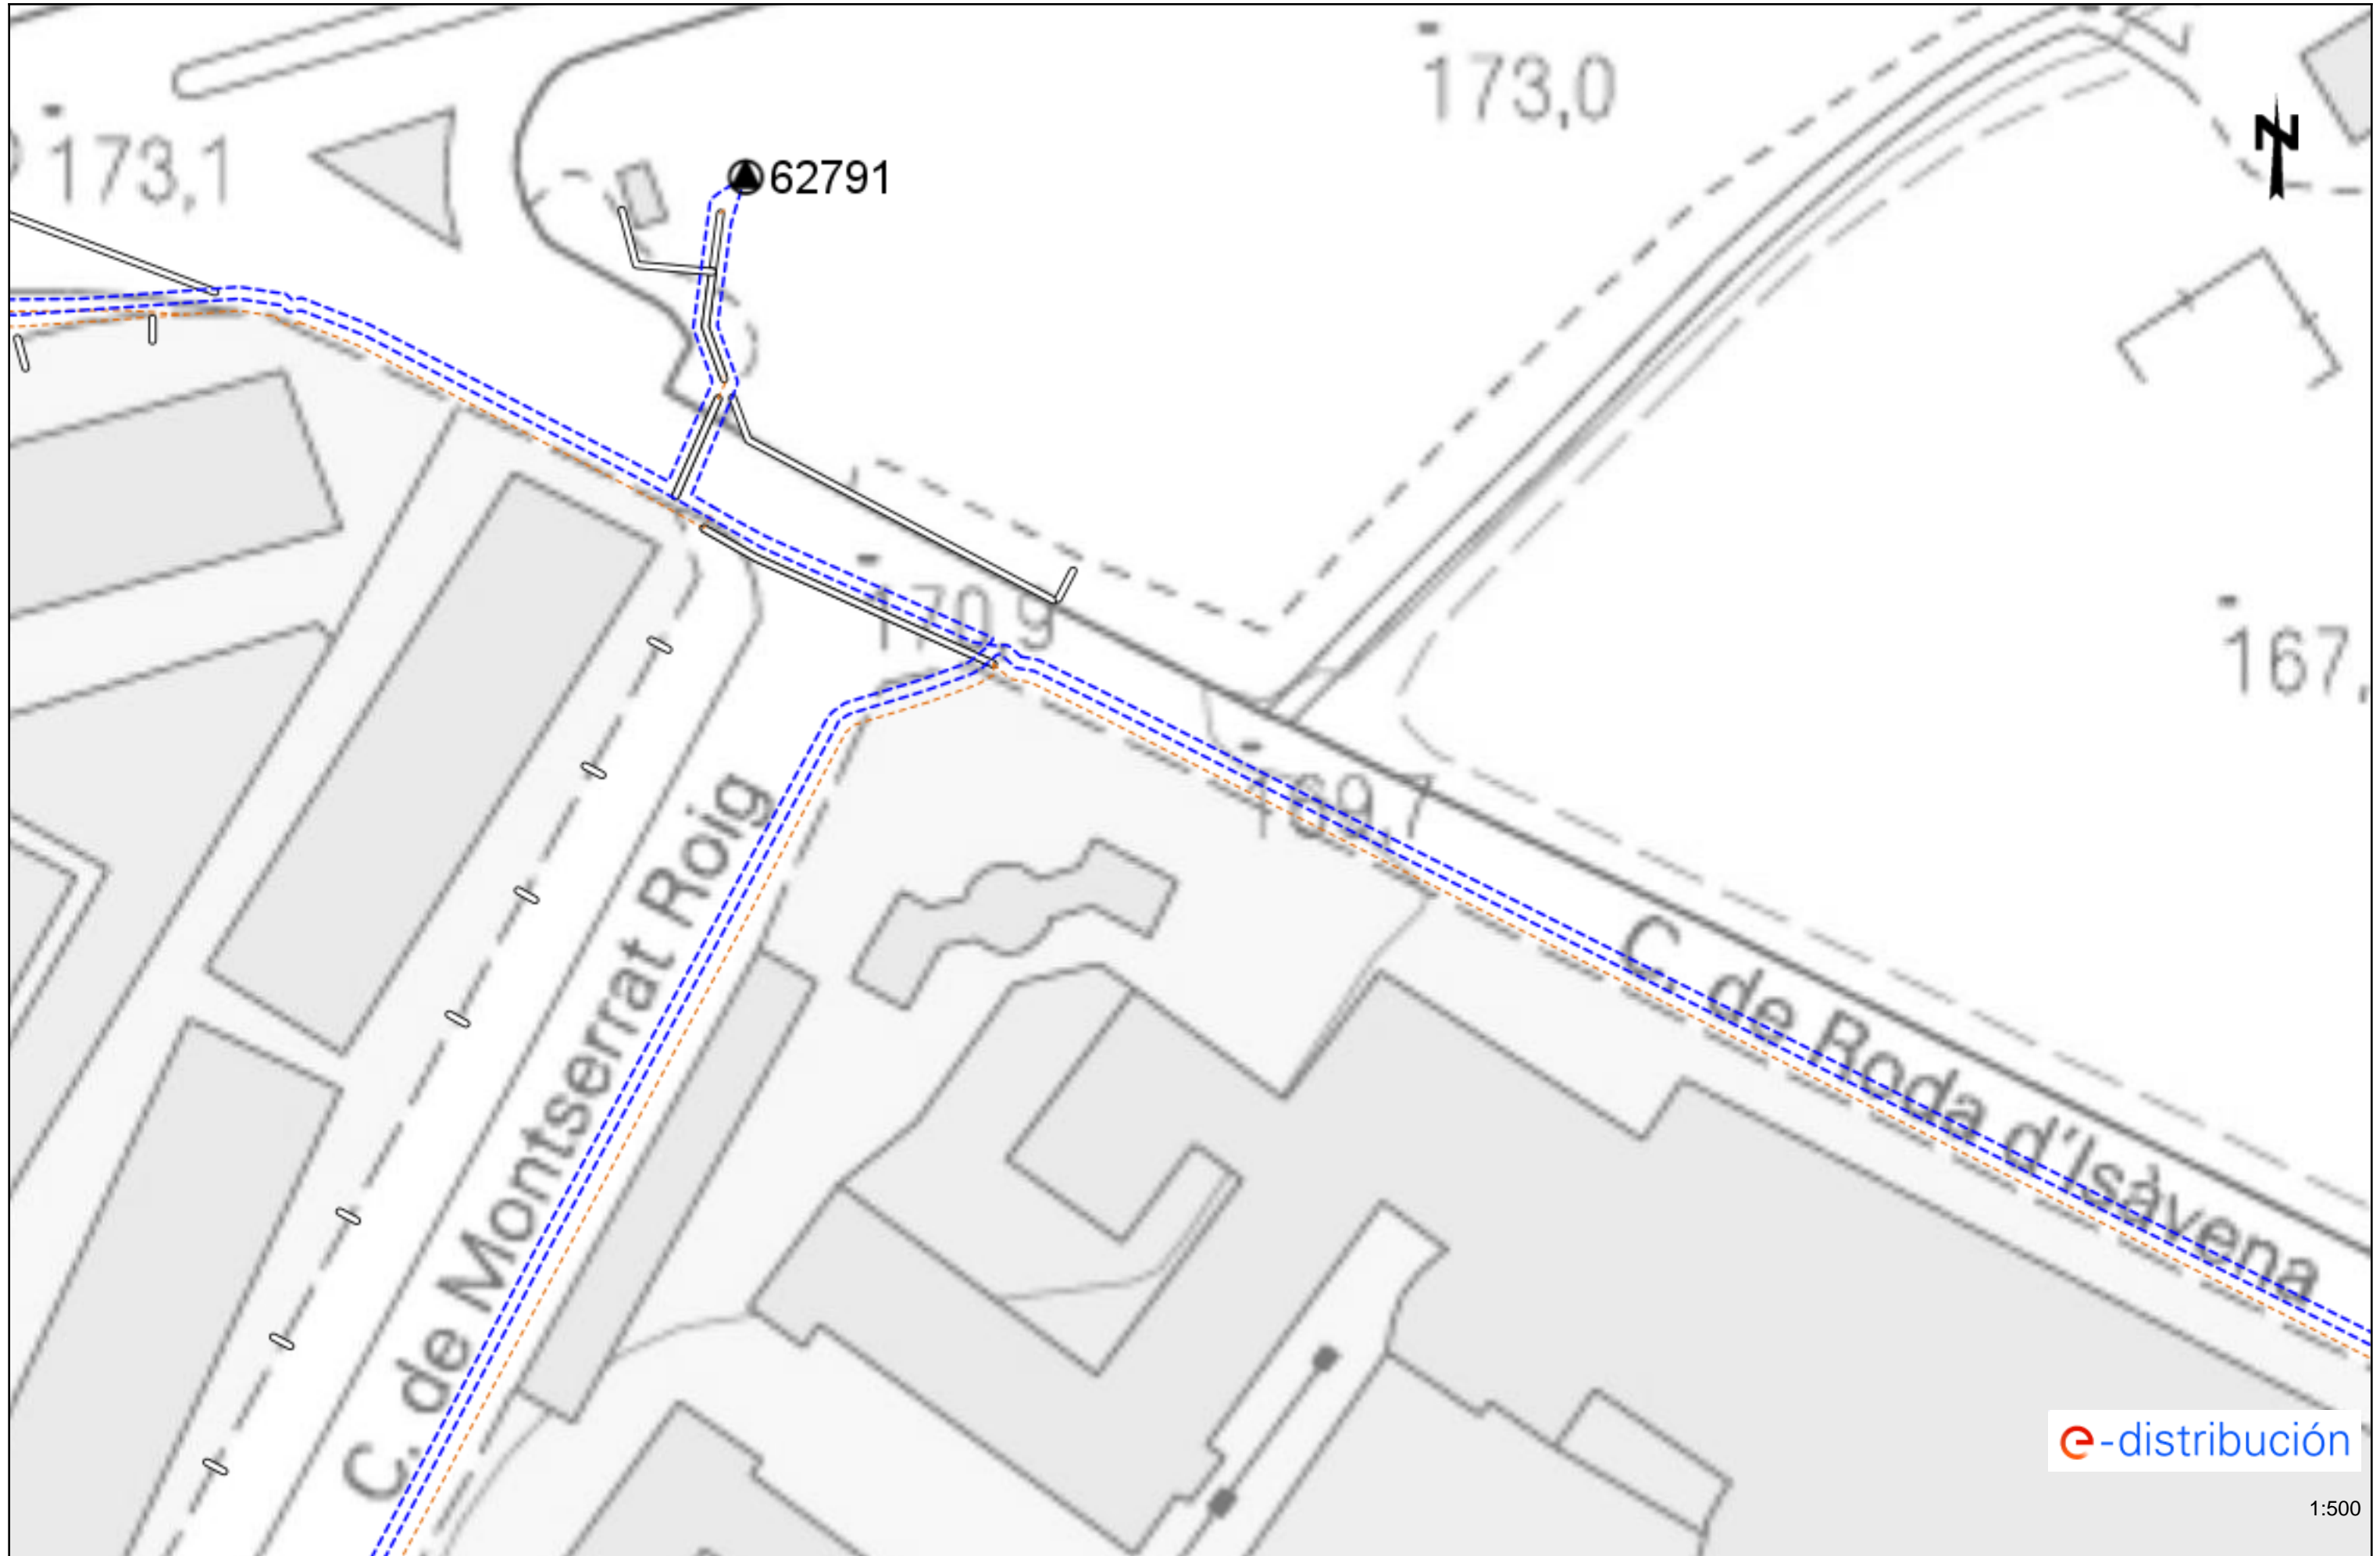 173,0
N
173,1
62791
170,9
167,
169,7
C. de Montserrat Roig
C. de Roda d'Isàvena
e-distribución
1:500